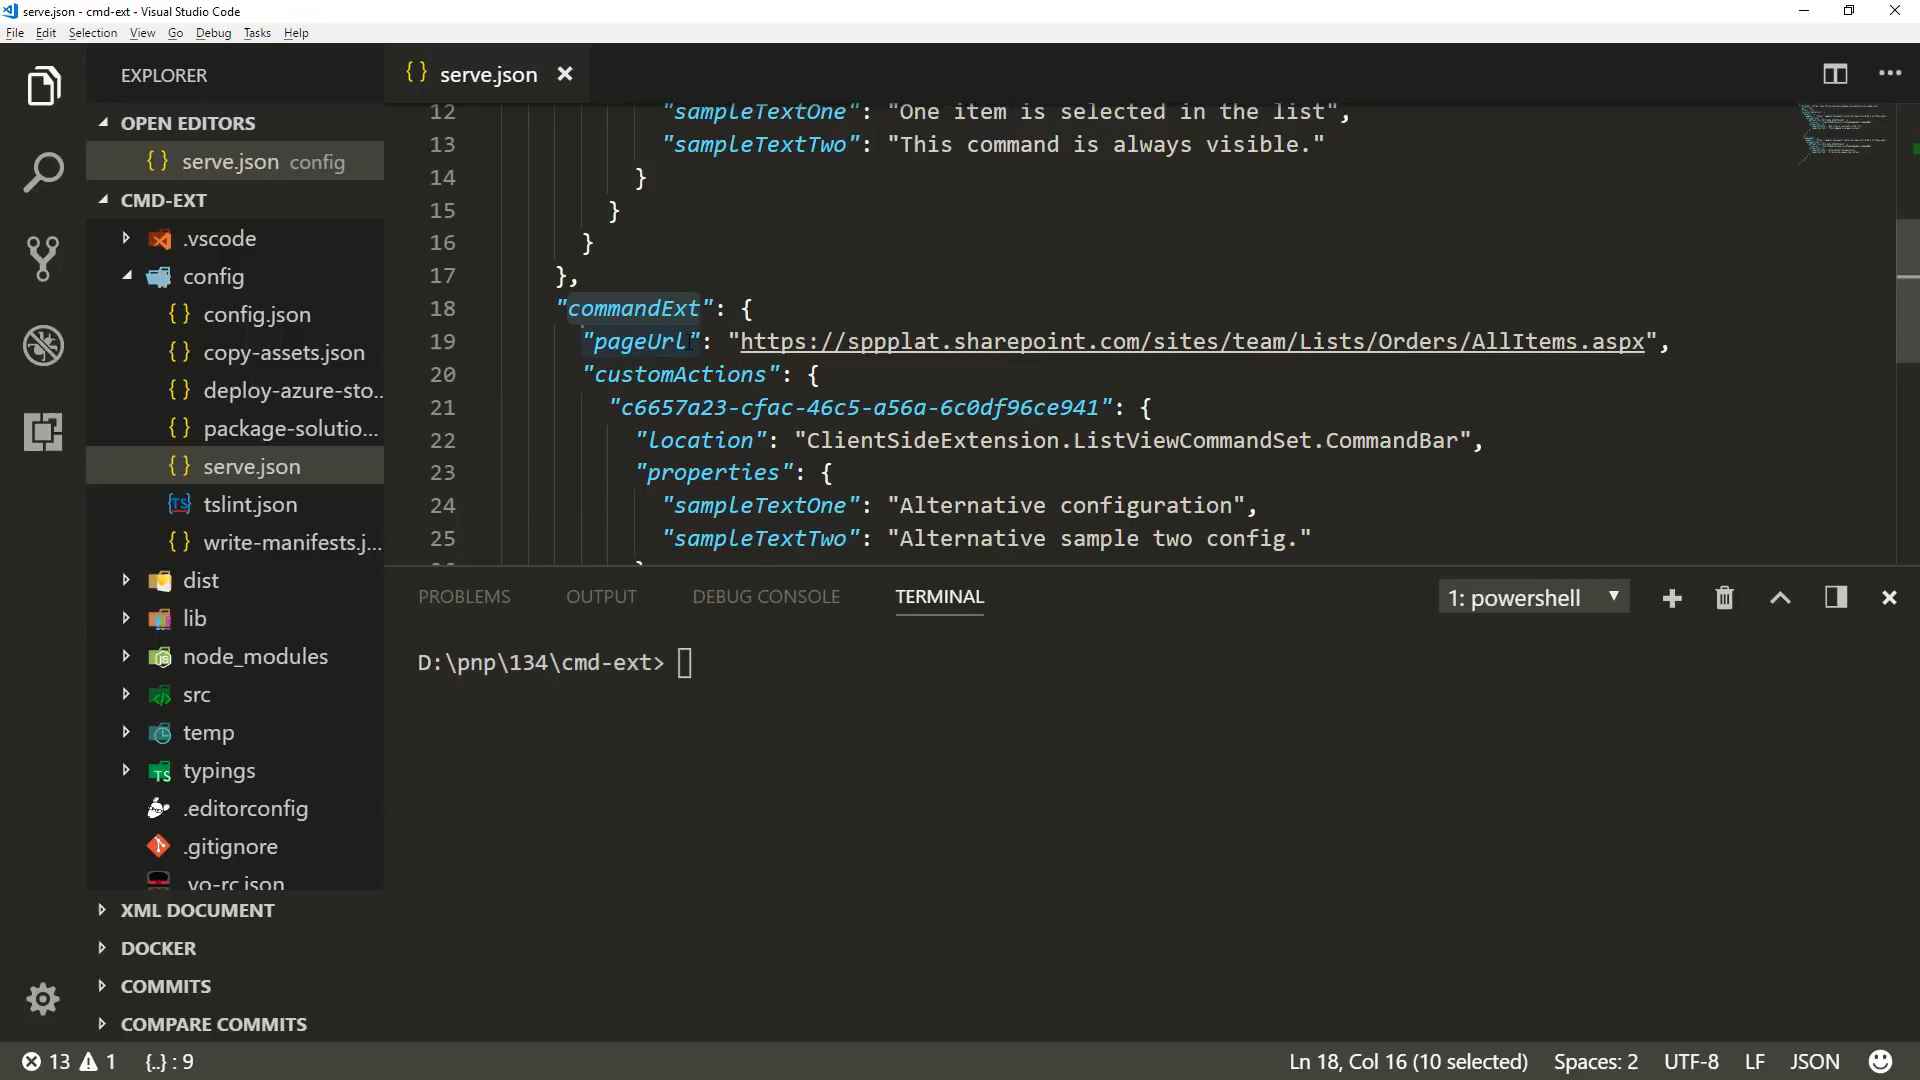 serve.json - cmd-ext - Visual Studio Code
File Edit Selection View Go Debug Tasks Help
EXPLORER
OPEN EDITORS
{} serve.json config
CMD-EXT
.vscode
config
{} config.json
{} copy-assets.json
{} deploy-azure-sto...
{} package-solutio...
{} serve.json
[TS] tslint.json
{} write-manifests.j...
dist
lib
node_modules
src
temp
TS typings
.editorconfig
.gitignore
.yo-rc.json
XML DOCUMENT
DOCKER
COMMITS
COMPARE COMMITS
{} serve.json
12 "sampleTextOne": "One item is selected in the list",
13 "sampleTextTwo": "This command is always visible."
14 }
15 }
16 }
17 },
18 "commandExt": {
19 "pageUrl": "https://sppplat.sharepoint.com/sites/team/Lists/Orders/AllItems.aspx",
20 "customActions": {
21 "c6657a23-cfac-46c5-a56a-6c0df96ce941": {
22 "location": "ClientSideExtension.ListViewCommandSet.CommandBar",
23 "properties": {
24 "sampleTextOne": "Alternative configuration",
25 "sampleTextTwo": "Alternative sample two config."
PROBLEMS OUTPUT DEBUG CONSOLE TERMINAL 1: powershell
D:\pnp\134\cmd-ext>
13 1 {..} : 9 Ln 18, Col 16 (10 selected) Spaces: 2 UTF-8 LF JSON